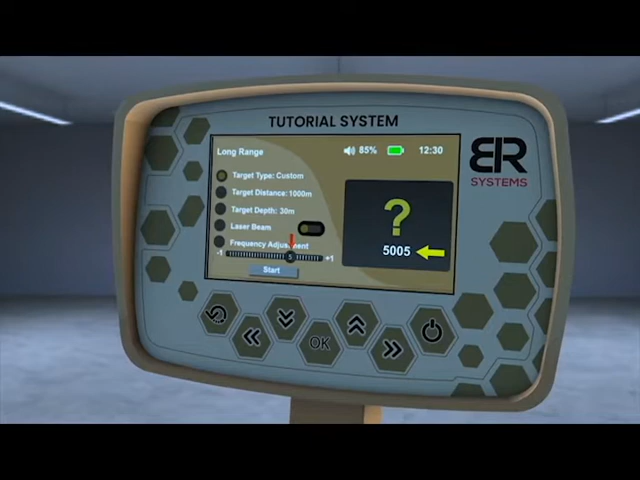 TUTORIAL SYSTEM
Long Range
85%
12:30
Target Type: Custom
Target Distance: 1000m
Target Depth: 30m
Laser Beam
Frequency Adjustment
-1
5
+1
Start
?
5005
BR
SYSTEMS
OK